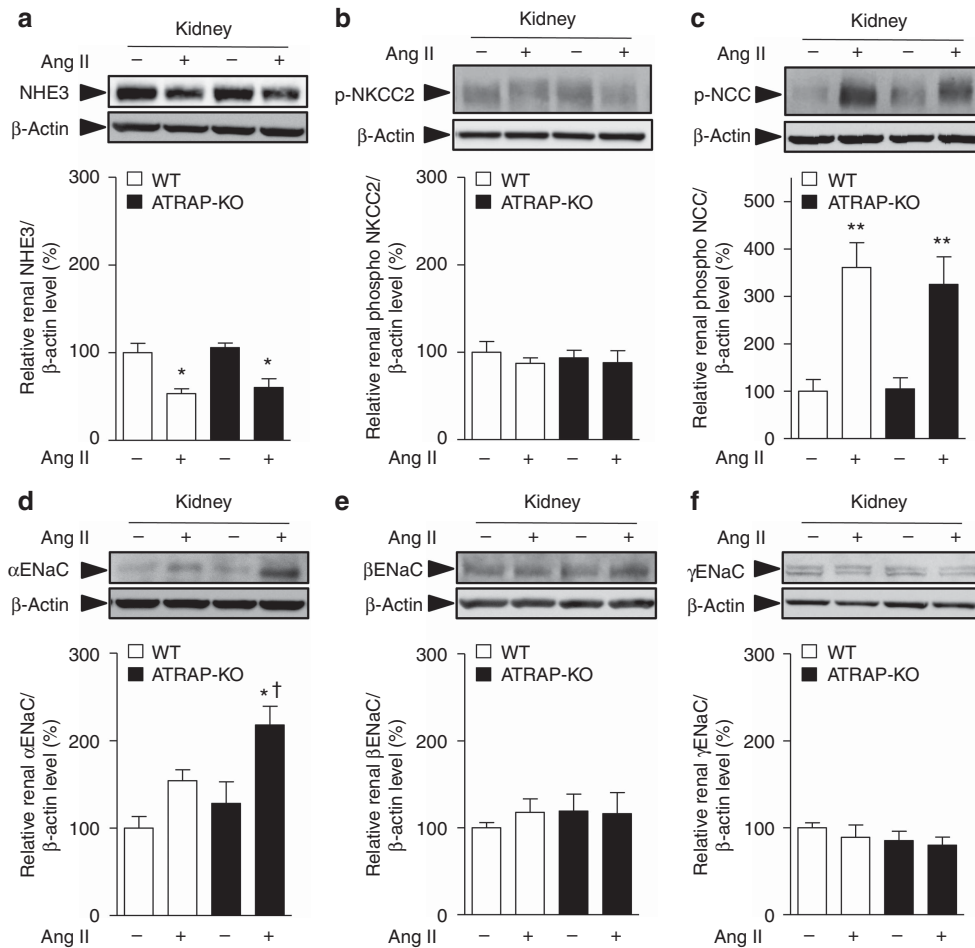 a
Kidney
Ang II − + − +
NHE3
β-Actin
300
200
100
0
Relative renal NHE3/
β-actin level (%)
WT
ATRAP-KO
*
*
Ang II − + − +
b
Kidney
Ang II − + − +
p-NKCC2
β-Actin
300
200
100
0
Relative renal phospho NKCC2/
β-actin level (%)
WT
ATRAP-KO
Ang II − + − +
c
Kidney
Ang II − + − +
p-NCC
β-Actin
500
400
300
200
100
0
Relative renal phospho NCC/
β-actin level (%)
WT
ATRAP-KO
**
**
Ang II − + − +
d
Kidney
Ang II − + − +
αENaC
β-Actin
300
200
100
0
Relative renal αENaC/
β-actin level (%)
WT
ATRAP-KO
*†
Ang II − + − +
e
Kidney
Ang II − + − +
βENaC
β-Actin
300
200
100
0
Relative renal βENaC/
β-actin level (%)
WT
ATRAP-KO
Ang II − + − +
f
Kidney
Ang II − + − +
γENaC
β-Actin
300
200
100
0
Relative renal γENaC/
β-actin level (%)
WT
ATRAP-KO
Ang II − + − +